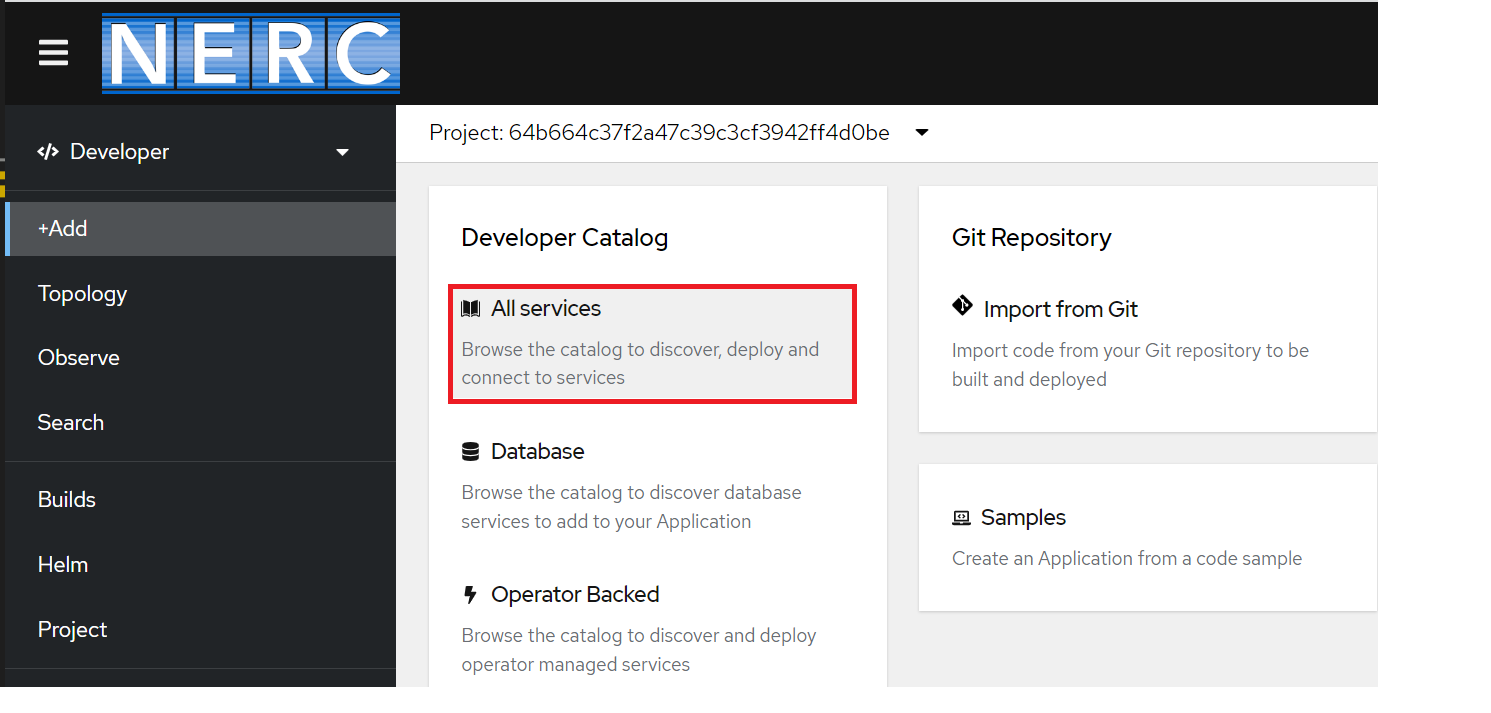 NERC
Developer
+Add
Topology
Observe
Search
Builds
Helm
Project
Project: 64b664c37f2a47c39c3cf3942ff4d0be
Developer Catalog
All services
Browse the catalog to discover, deploy and
connect to services
Database
Browse the catalog to discover database
services to add to your Application
Operator Backed
Browse the catalog to discover and deploy
operator managed services
Git Repository
Import from Git
Import code from your Git repository to be
built and deployed
Samples
Create an Application from a code sample